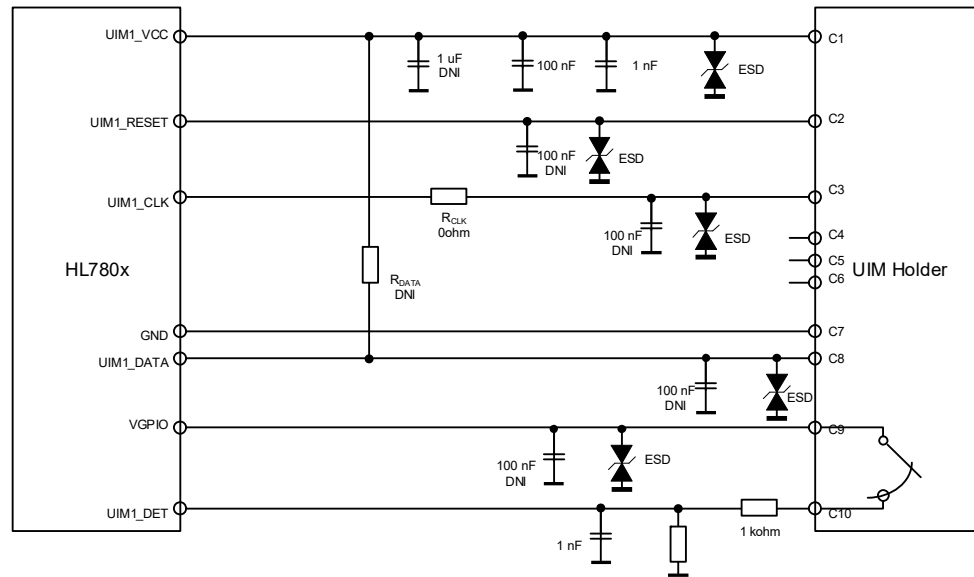 UIM1_VCC
C1
1 uF
DNI
100 nF
1 nF
ESD
UIM1_RESET
C2
100 nF
DNI
ESD
UIM1_CLK
C3
RCLK
0ohm
100 nF
DNI
ESD
C4
C5
C6
HL780x
UIM Holder
RDATA
DNI
GND
C7
UIM1_DATA
C8
100 nF
DNI
ESD
VGPIO
C9
100 nF
DNI
ESD
UIM1_DET
C10
1 nF
1 kohm